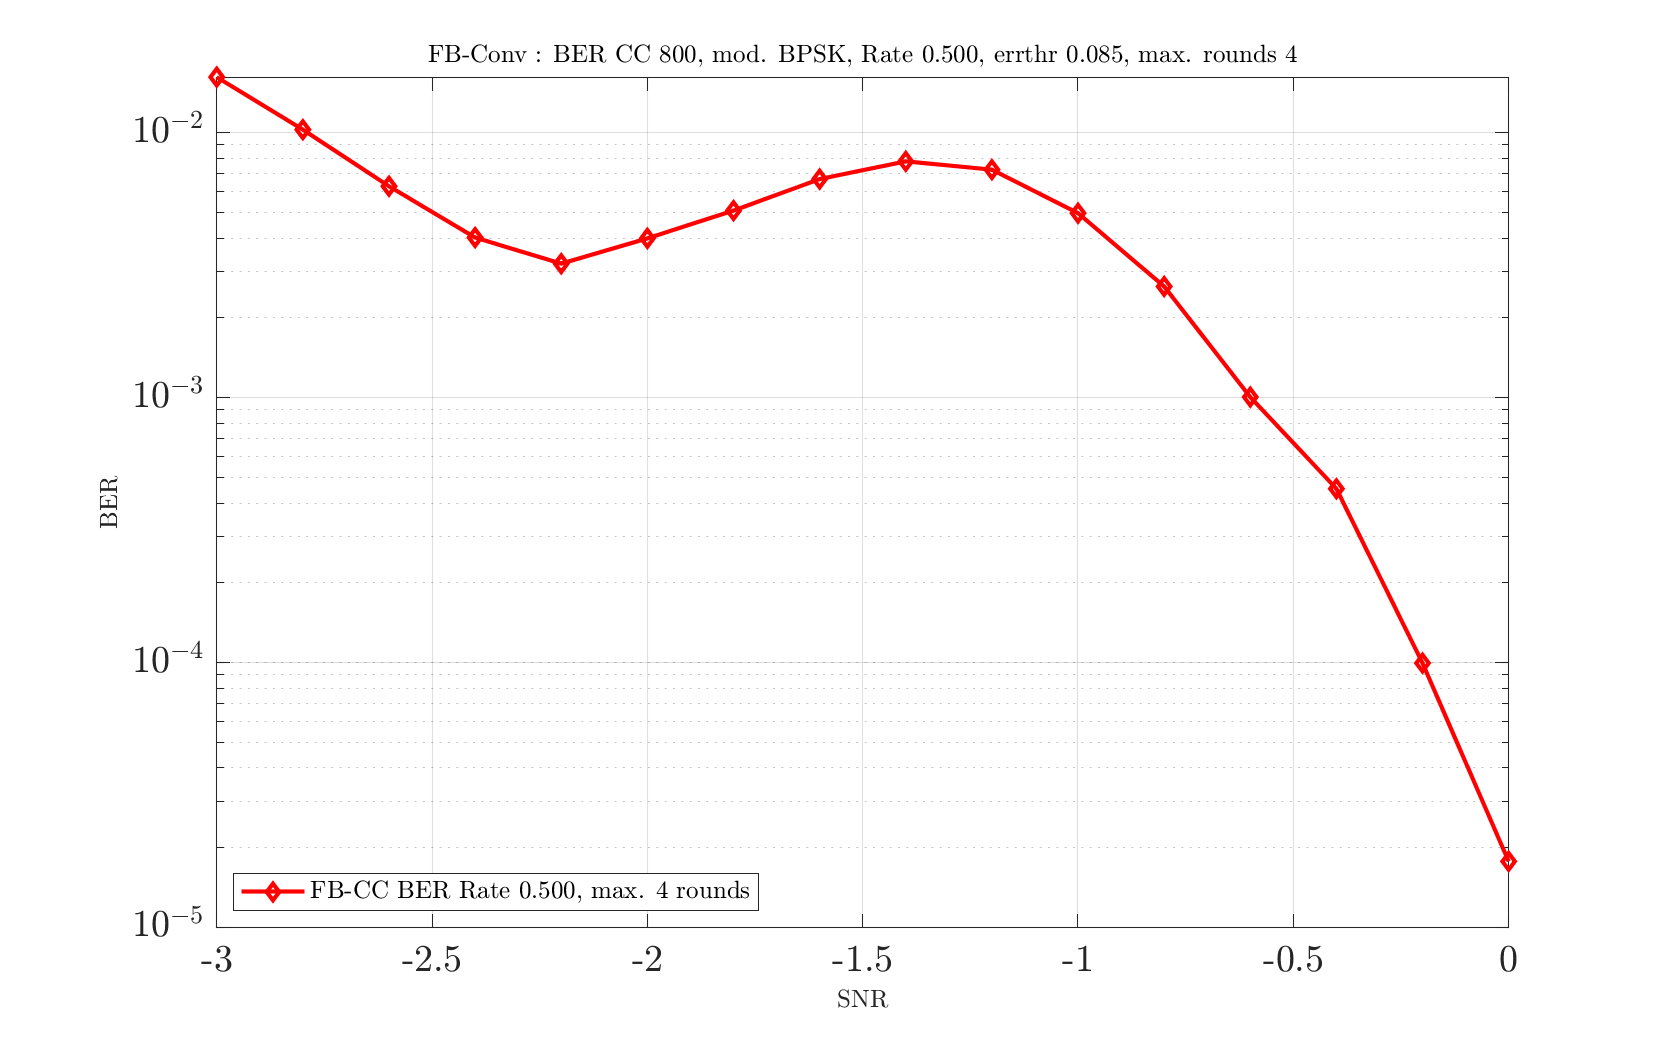 FB-Conv : BER CC 800, mod. BPSK, Rate 0.500, errthr 0.085, max. rounds 4
10⁻²
10⁻³
10⁻⁴
10⁻⁵
BER
FB-CC BER Rate 0.500, max. 4 rounds
-3 -2.5 -2 -1.5 -1 -0.5 0
SNR